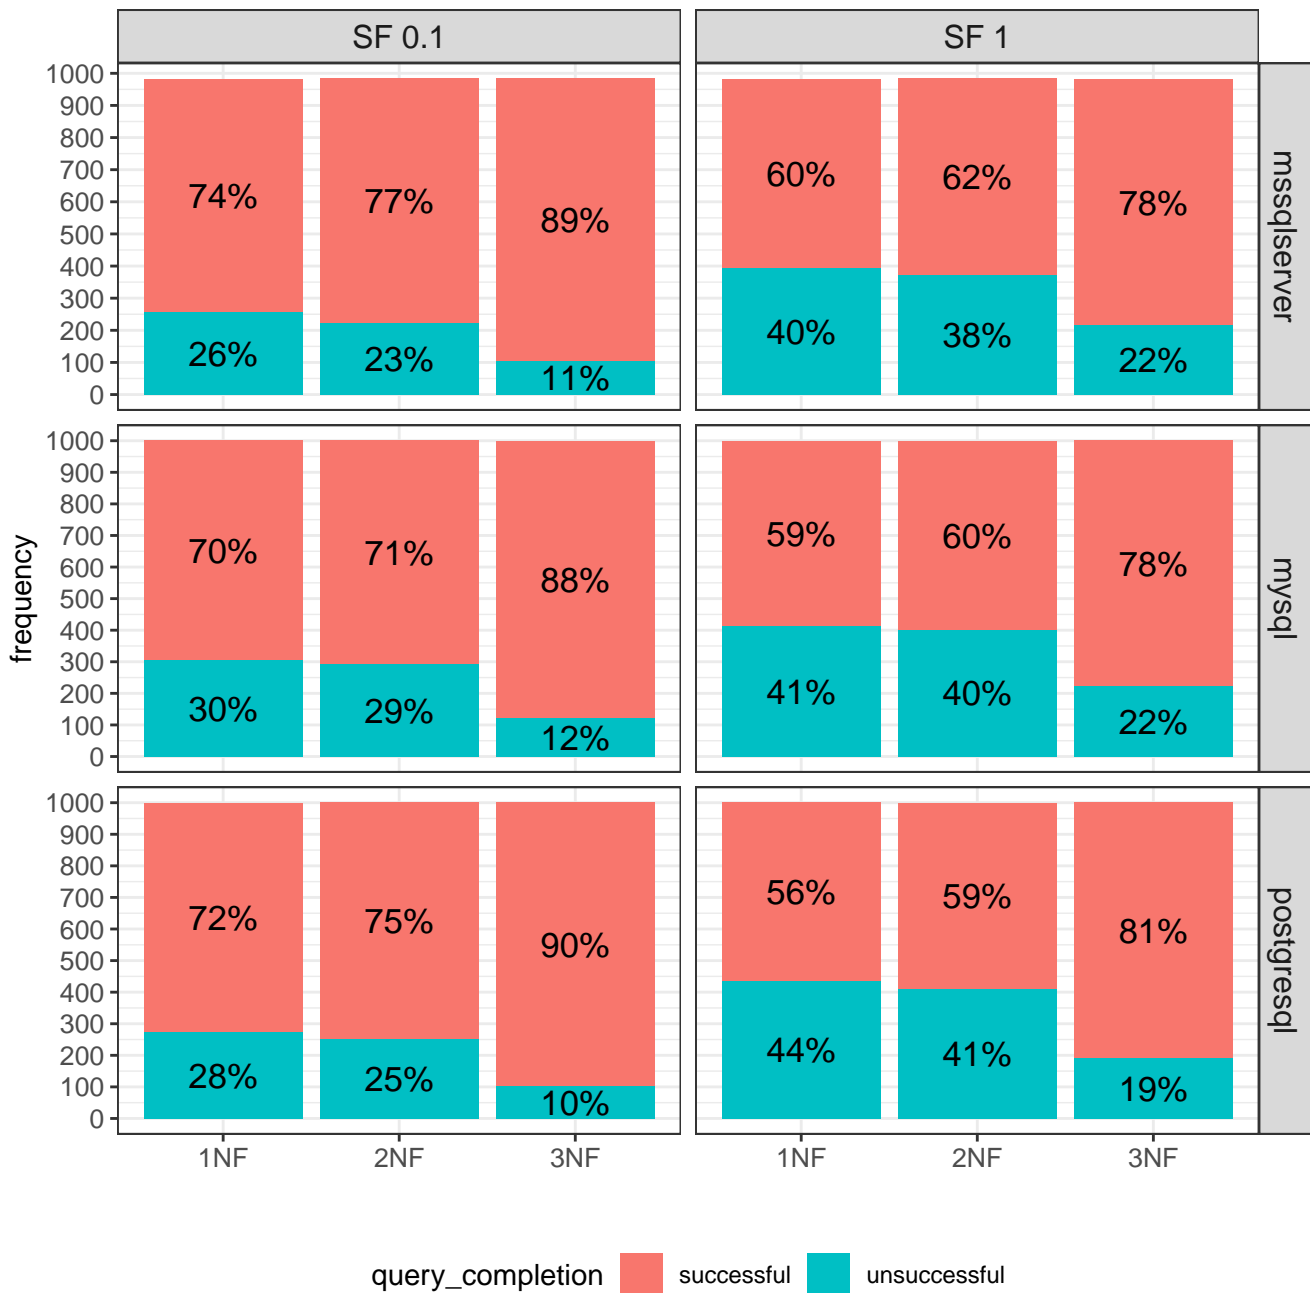 SF 0.1 SF 1
1000
900
800
700
600
500
400
300
200
100
0
74% 77% 89% 60% 62% 78%
26% 23% 11% 40% 38% 22%
mssqlserver
1000
900
800
700
600
500
400
300
200
100
0
70% 71% 88% 59% 60% 78%
30% 29% 12% 41% 40% 22%
mysql
frequency
1000
900
800
700
600
500
400
300
200
100
0
72% 75% 90% 56% 59% 81%
28% 25% 10% 44% 41% 19%
postgresql
1NF 2NF 3NF 1NF 2NF 3NF
query_completion successful unsuccessful